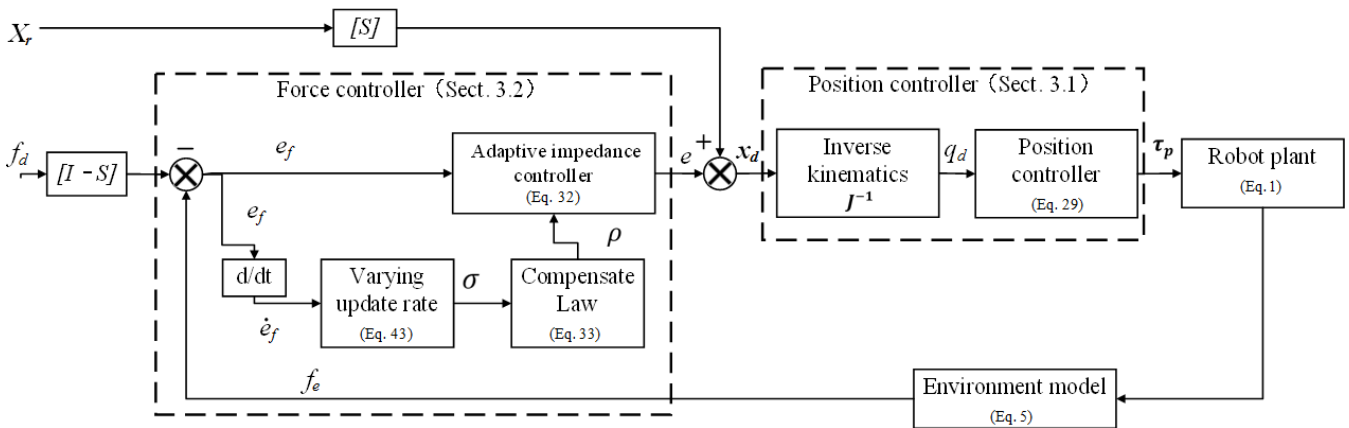 X_r
[S]
Force controller（Sect. 3.2）
Position controller（Sect. 3.1）
f_d
[I - S]
−
e_f
Adaptive impedance
controller
(Eq. 32)
e
+
x_d
Inverse
kinematics
J⁻¹
q_d
Position
controller
(Eq. 29)
τ_p
Robot plant
(Eq. 1)
e_f
ρ
d/dt
ė_f
Varying
update rate
(Eq. 43)
σ
Compensate
Law
(Eq. 33)
f_e
Environment model
(Eq. 5)